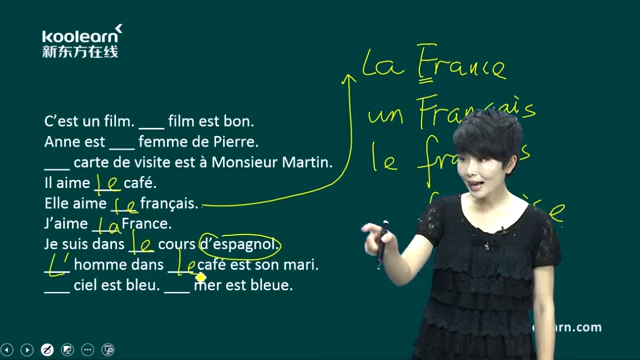 koolearn
新东方在线
La France
un Français
le
C'est un film. ___ film est bon.
Anne est ___ femme de Pierre.
___ carte de visite est à Monsieur Martin.
Il aime le café.
Elle aime le français.
J'aime la France.
Je suis dans le cours d'espagnol.
L' homme dans le café est son mari.
___ ciel est bleu. ___ mer est bleue.